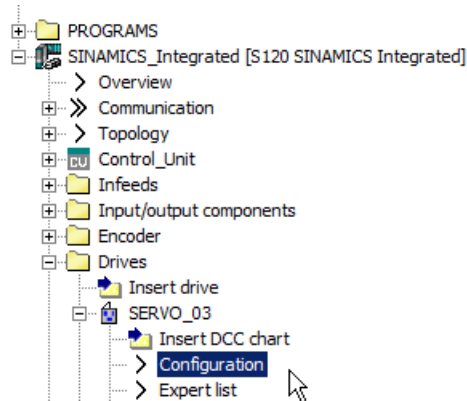 PROGRAMS
SINAMICS_Integrated [S120 SINAMICS Integrated]
Overview
Communication
Topology
CU Control_Unit
Infeeds
Input/output components
Encoder
Drives
Insert drive
SERVO_03
Insert DCC chart
Configuration
Expert list